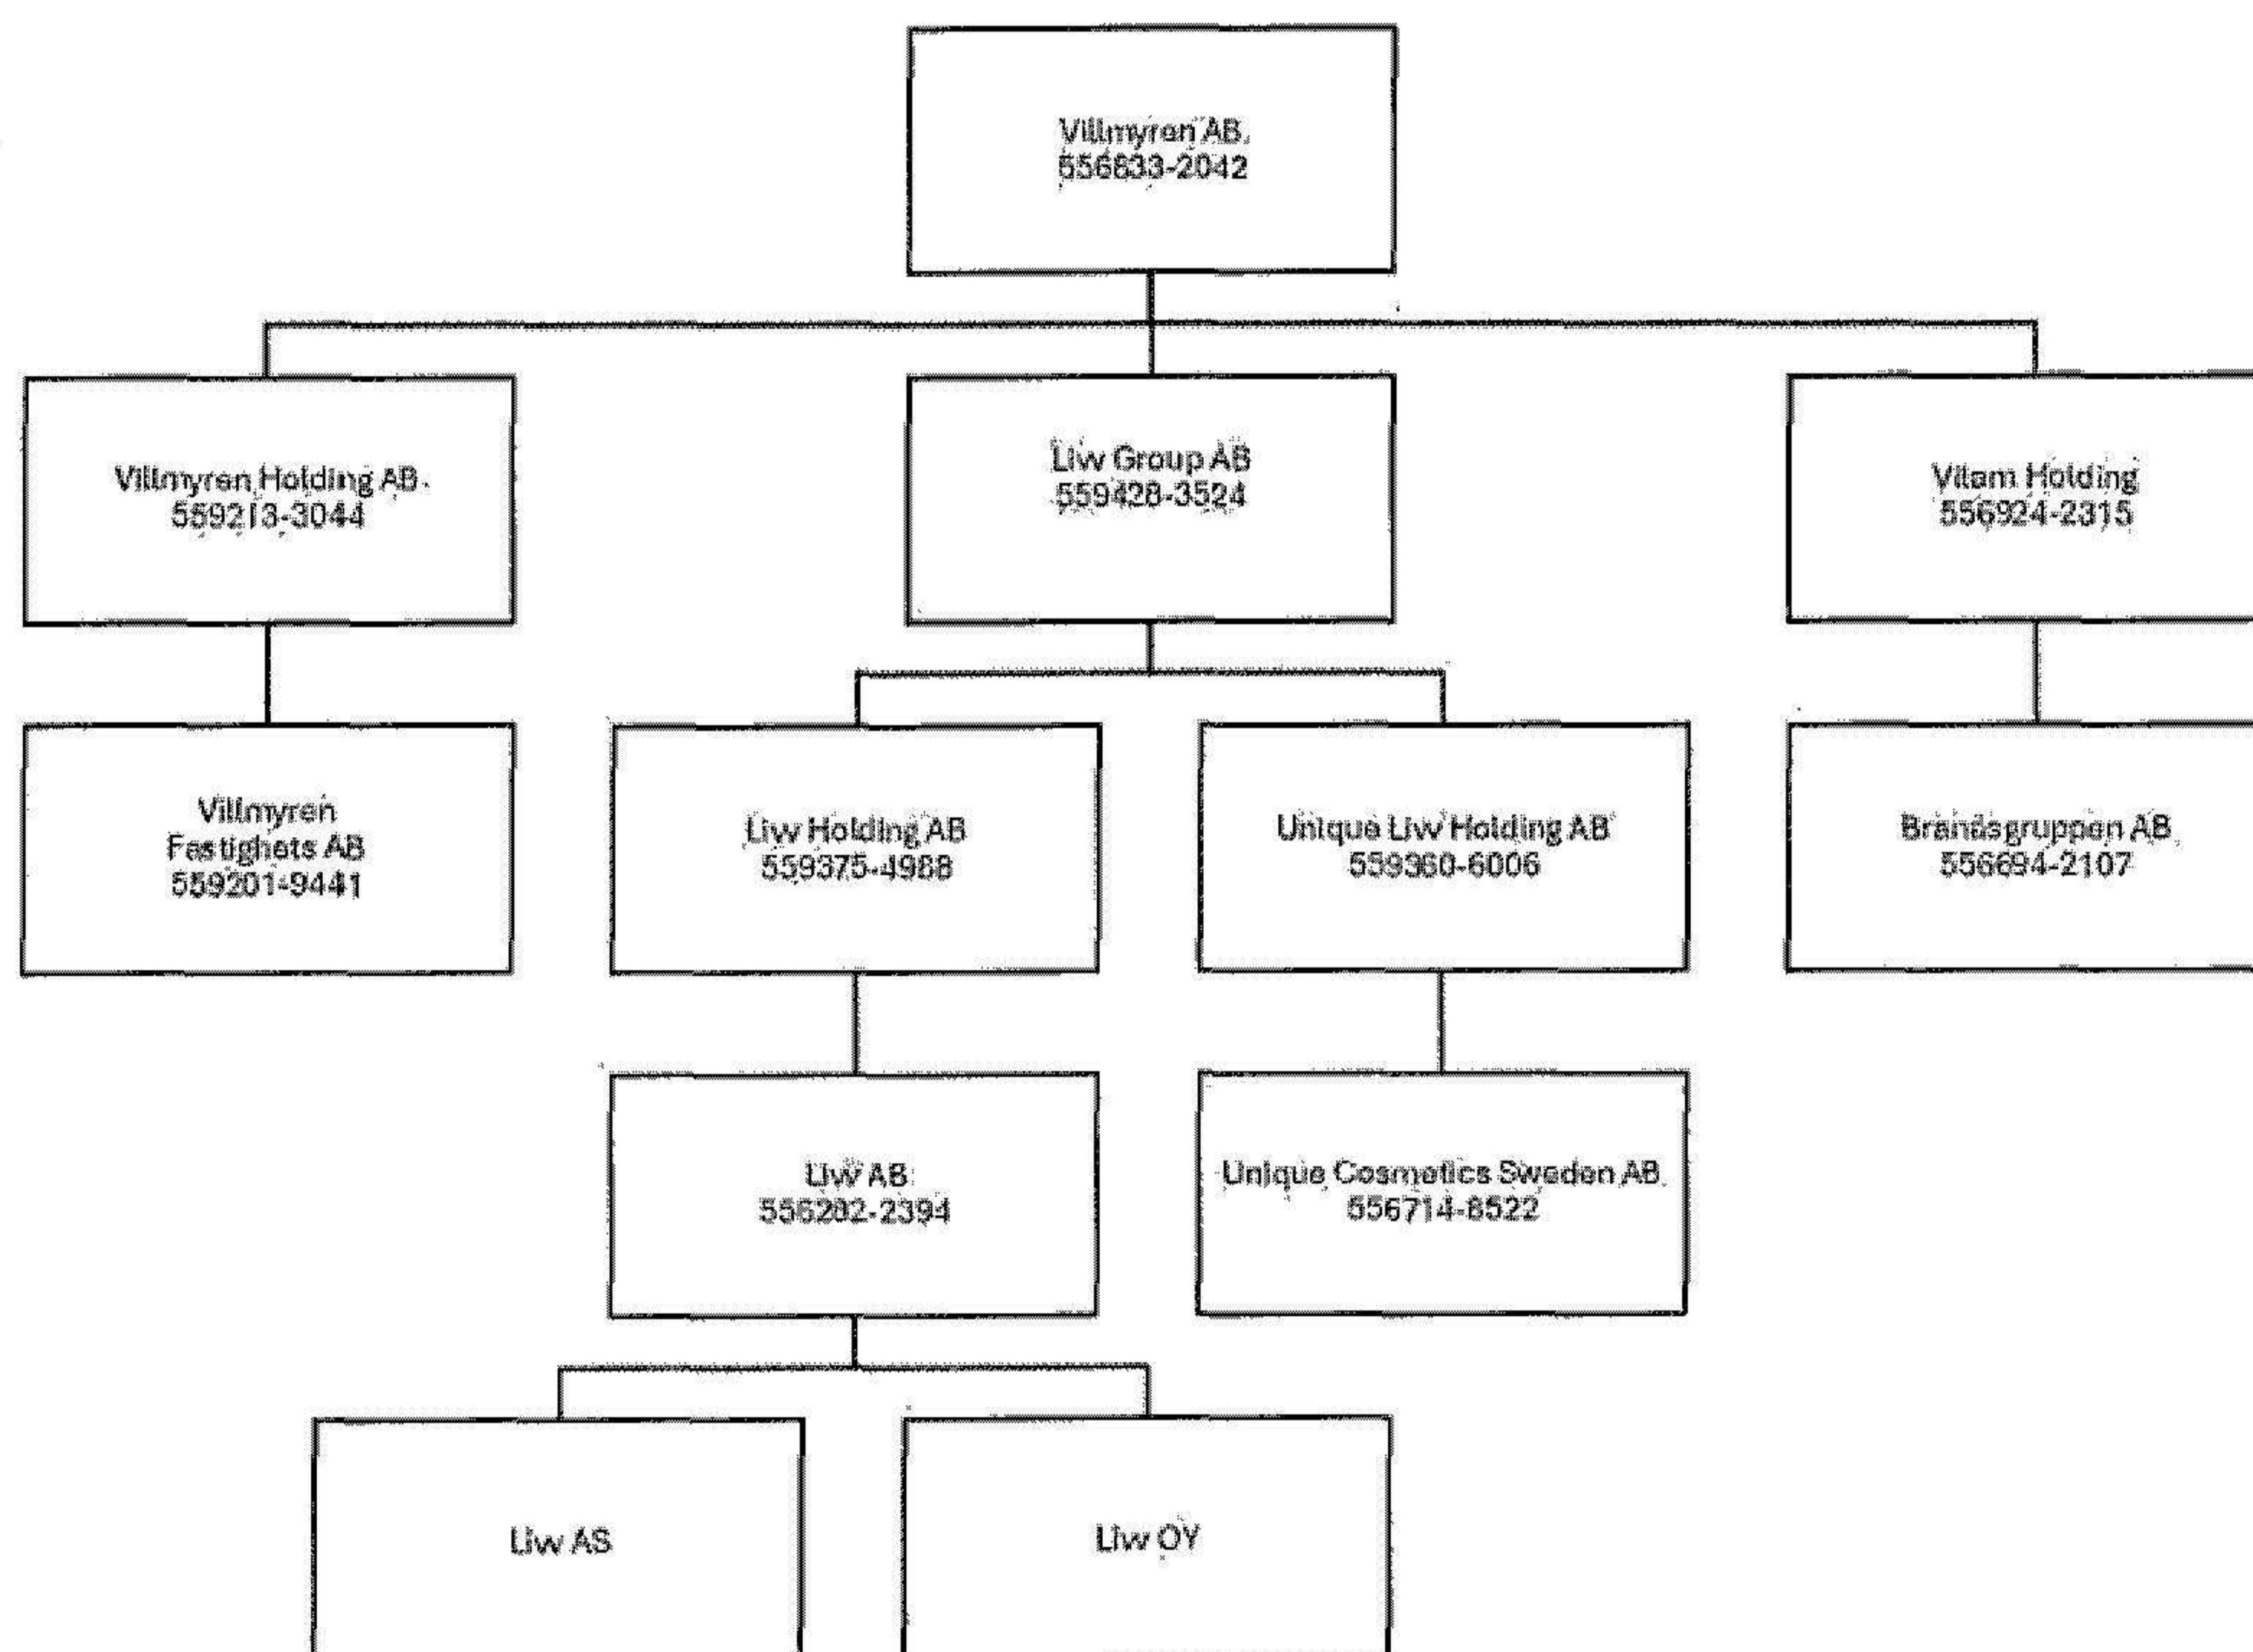 Villmyren AB
556833-2042
Villmyren Holding AB
559213-3044
Liw Group AB
559428-3524
Vitam Holding
556924-2315
Villmyren
Fastighets AB
559201-9441
Liw Holding AB
559375-4988
Unique Liw Holding AB
559360-6006
Brandsgruppen AB
556694-2107
Liw AB
556282-2394
Unique Cosmetics Sweden AB
556714-8522
Liw AS
Liw OY